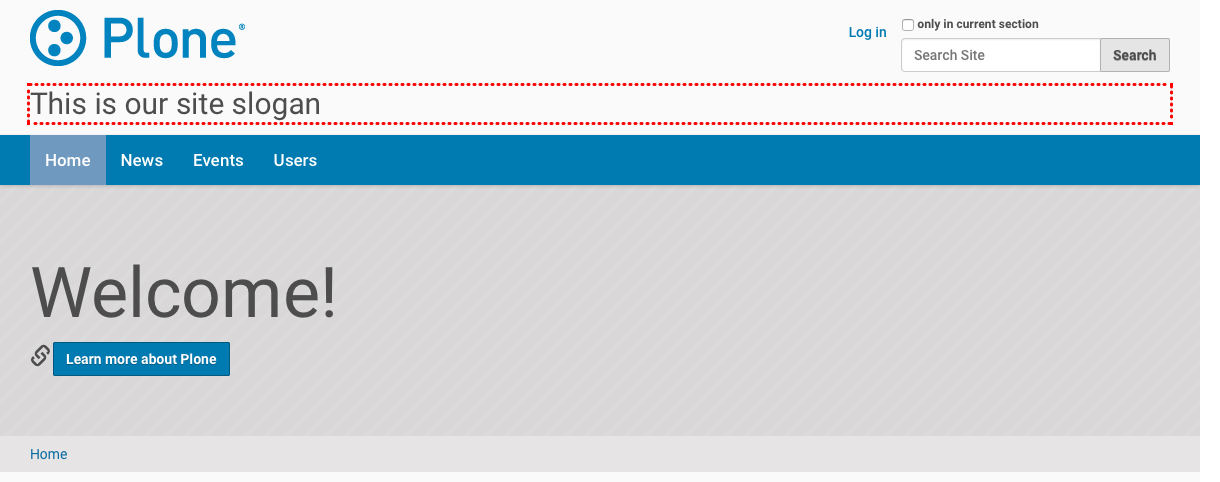 Plone®
Log in
only in current section
Search Site
Search
This is our site slogan
Home News Events Users
Welcome!
Learn more about Plone
Home